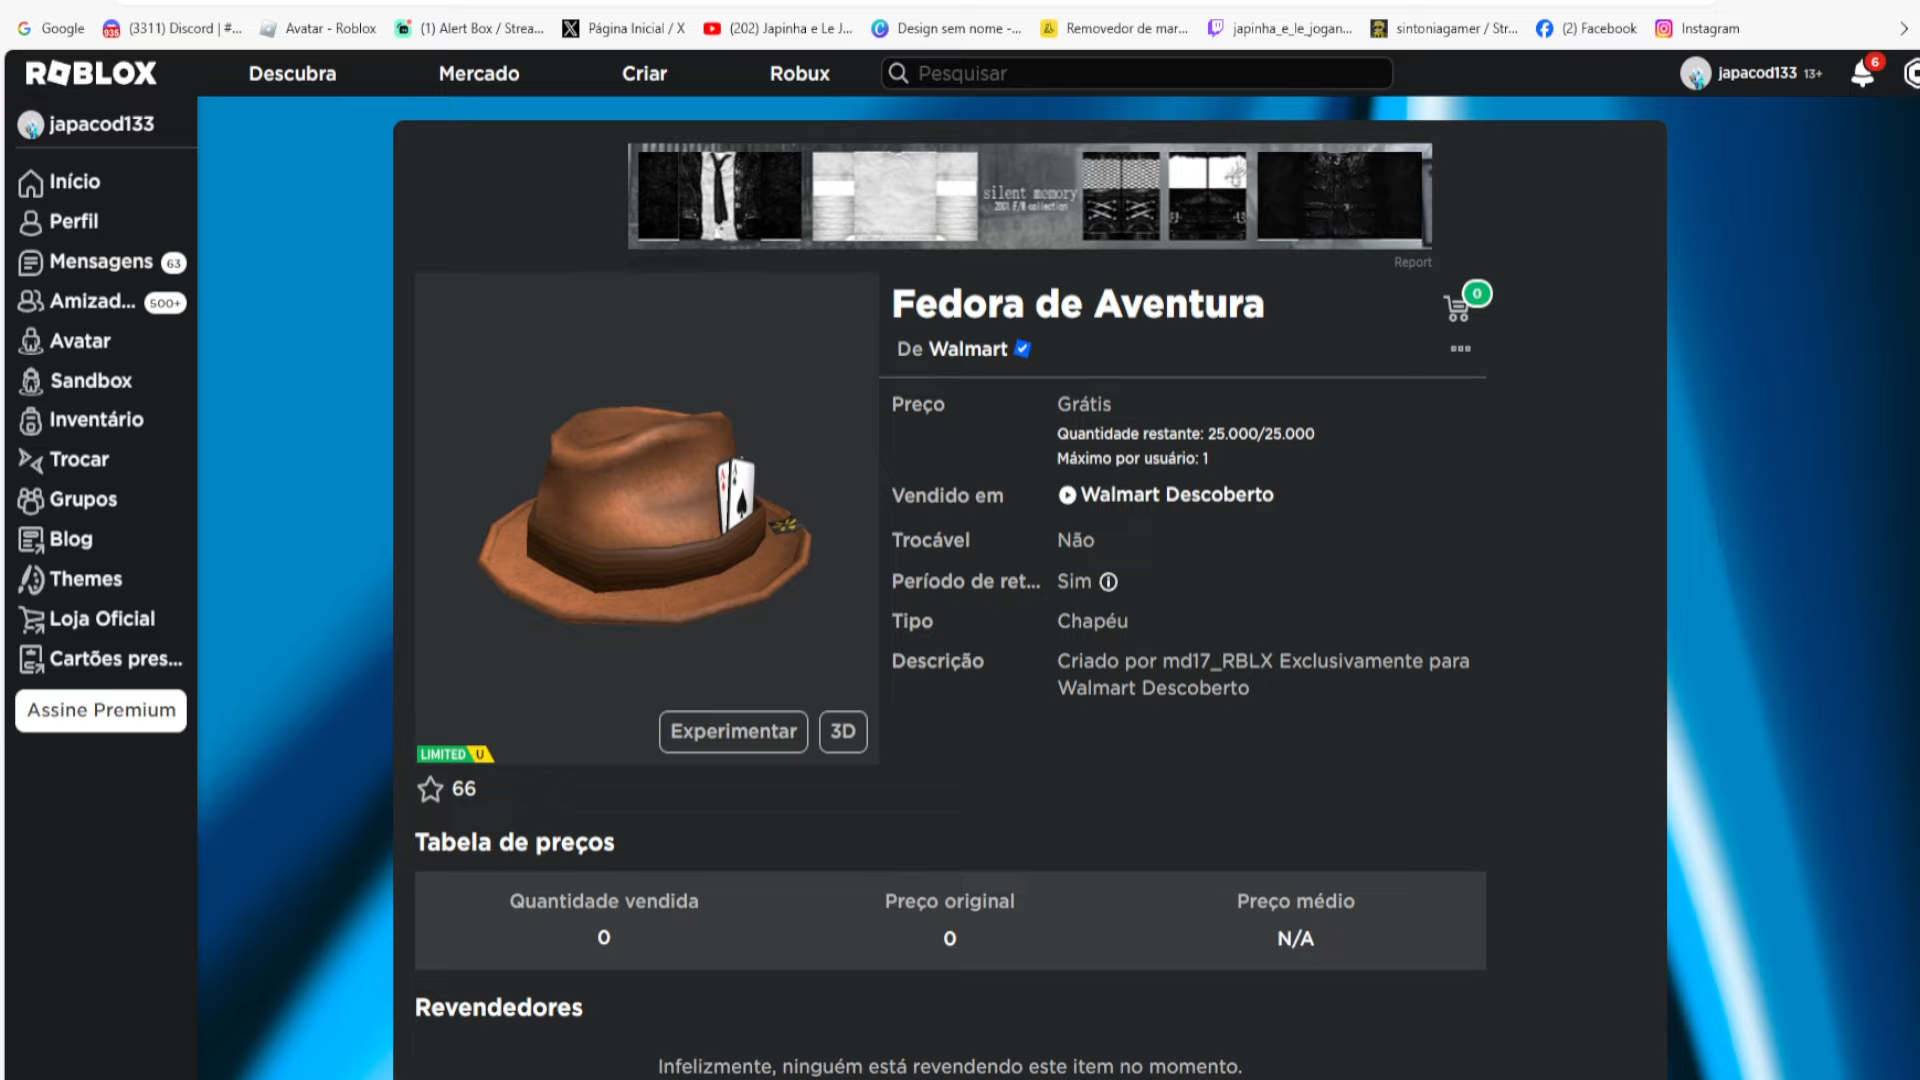 Google
935
(3311) Discord | #...
Avatar - Roblox
(1) Alert Box / Strea...
Página Inicial / X
(202) Japinha e Le J...
Design sem nome -...
Removedor de mar...
japinha_e_le_jogan...
sintoniagamer / Str...
(2) Facebook
Instagram
ROBLOX
Descubra
Mercado
Criar
Robux
Pesquisar
japacod133 13+
6
japacod133
Início
Perfil
Mensagens 63
Amizad... 500+
Avatar
Sandbox
Inventário
Trocar
Grupos
Blog
Themes
Loja Oficial
Cartões pres...
Assine Premium
silent memory
2001 F/W collection
Report
Fedora de Aventura
0
De Walmart
Preço Grátis
Quantidade restante: 25.000/25.000
Máximo por usuário: 1
Vendido em Walmart Descoberto
Trocável Não
Período de ret... Sim
Tipo Chapéu
Descrição Criado por md17_RBLX Exclusivamente para
Walmart Descoberto
Experimentar
3D
LIMITED U
66
Tabela de preços
Quantidade vendida Preço original Preço médio
0 0 N/A
Revendedores
Infelizmente, ninguém está revendendo este item no momento.